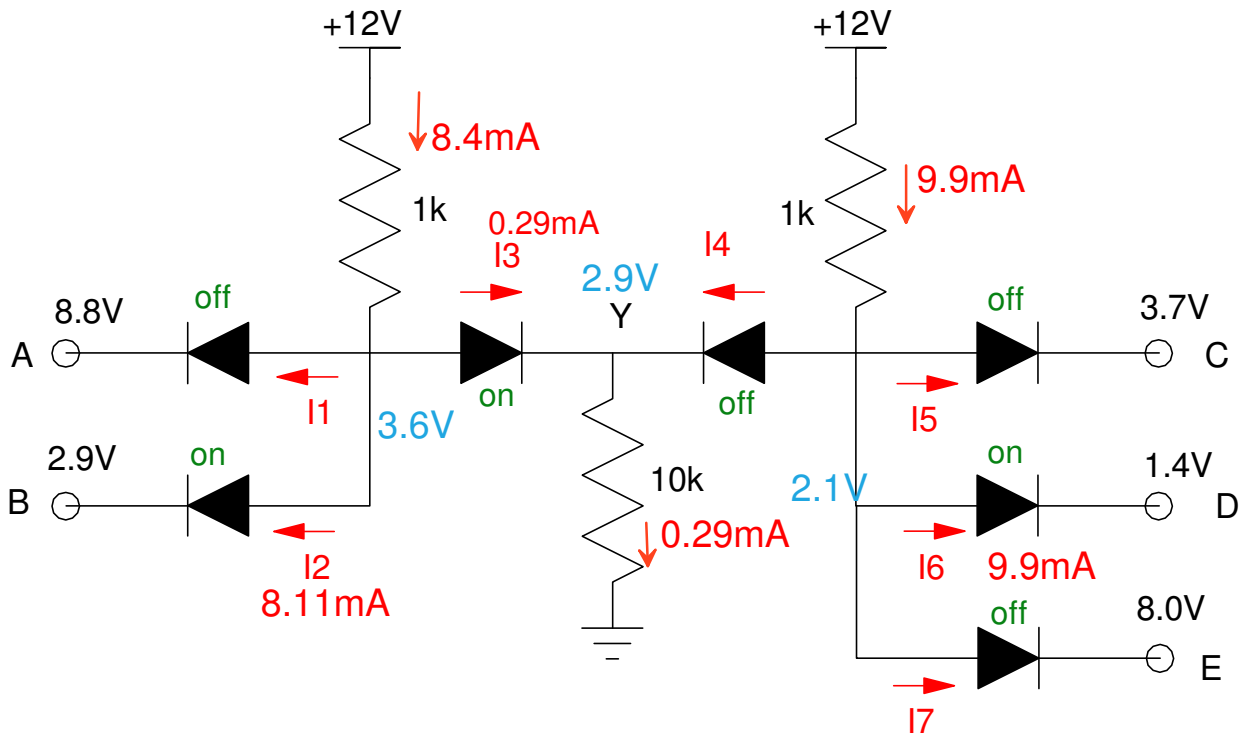 +12V
+12V
8.4mA
9.9mA
1k
1k
0.29mA
I3
I4
2.9V
Y
off
off
8.8V
3.7V
A
C
on
off
I1
I5
3.6V
2.9V
on
on
1.4V
10k
2.1V
B
D
0.29mA
I2
I6
9.9mA
8.11mA
off
8.0V
E
I7